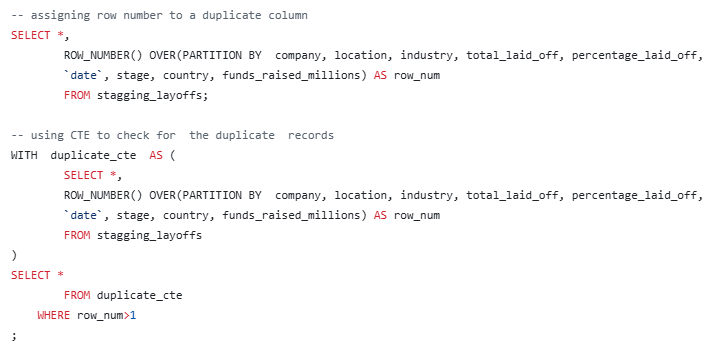 -- assigning row number to a duplicate column
SELECT *,
ROW_NUMBER() OVER(PARTITION BY  company, location, industry, total_laid_off, percentage_laid_off,
`date`, stage, country, funds_raised_millions) AS row_num
FROM stagging_layoffs;
-- using CTE to check for  the duplicate  records
WITH  duplicate_cte  AS (
SELECT *,
ROW_NUMBER() OVER(PARTITION BY  company, location, industry, total_laid_off, percentage_laid_off,
`date`, stage, country, funds_raised_millions) AS row_num
FROM stagging_layoffs
)
SELECT *
FROM duplicate_cte
WHERE row_num>1
;